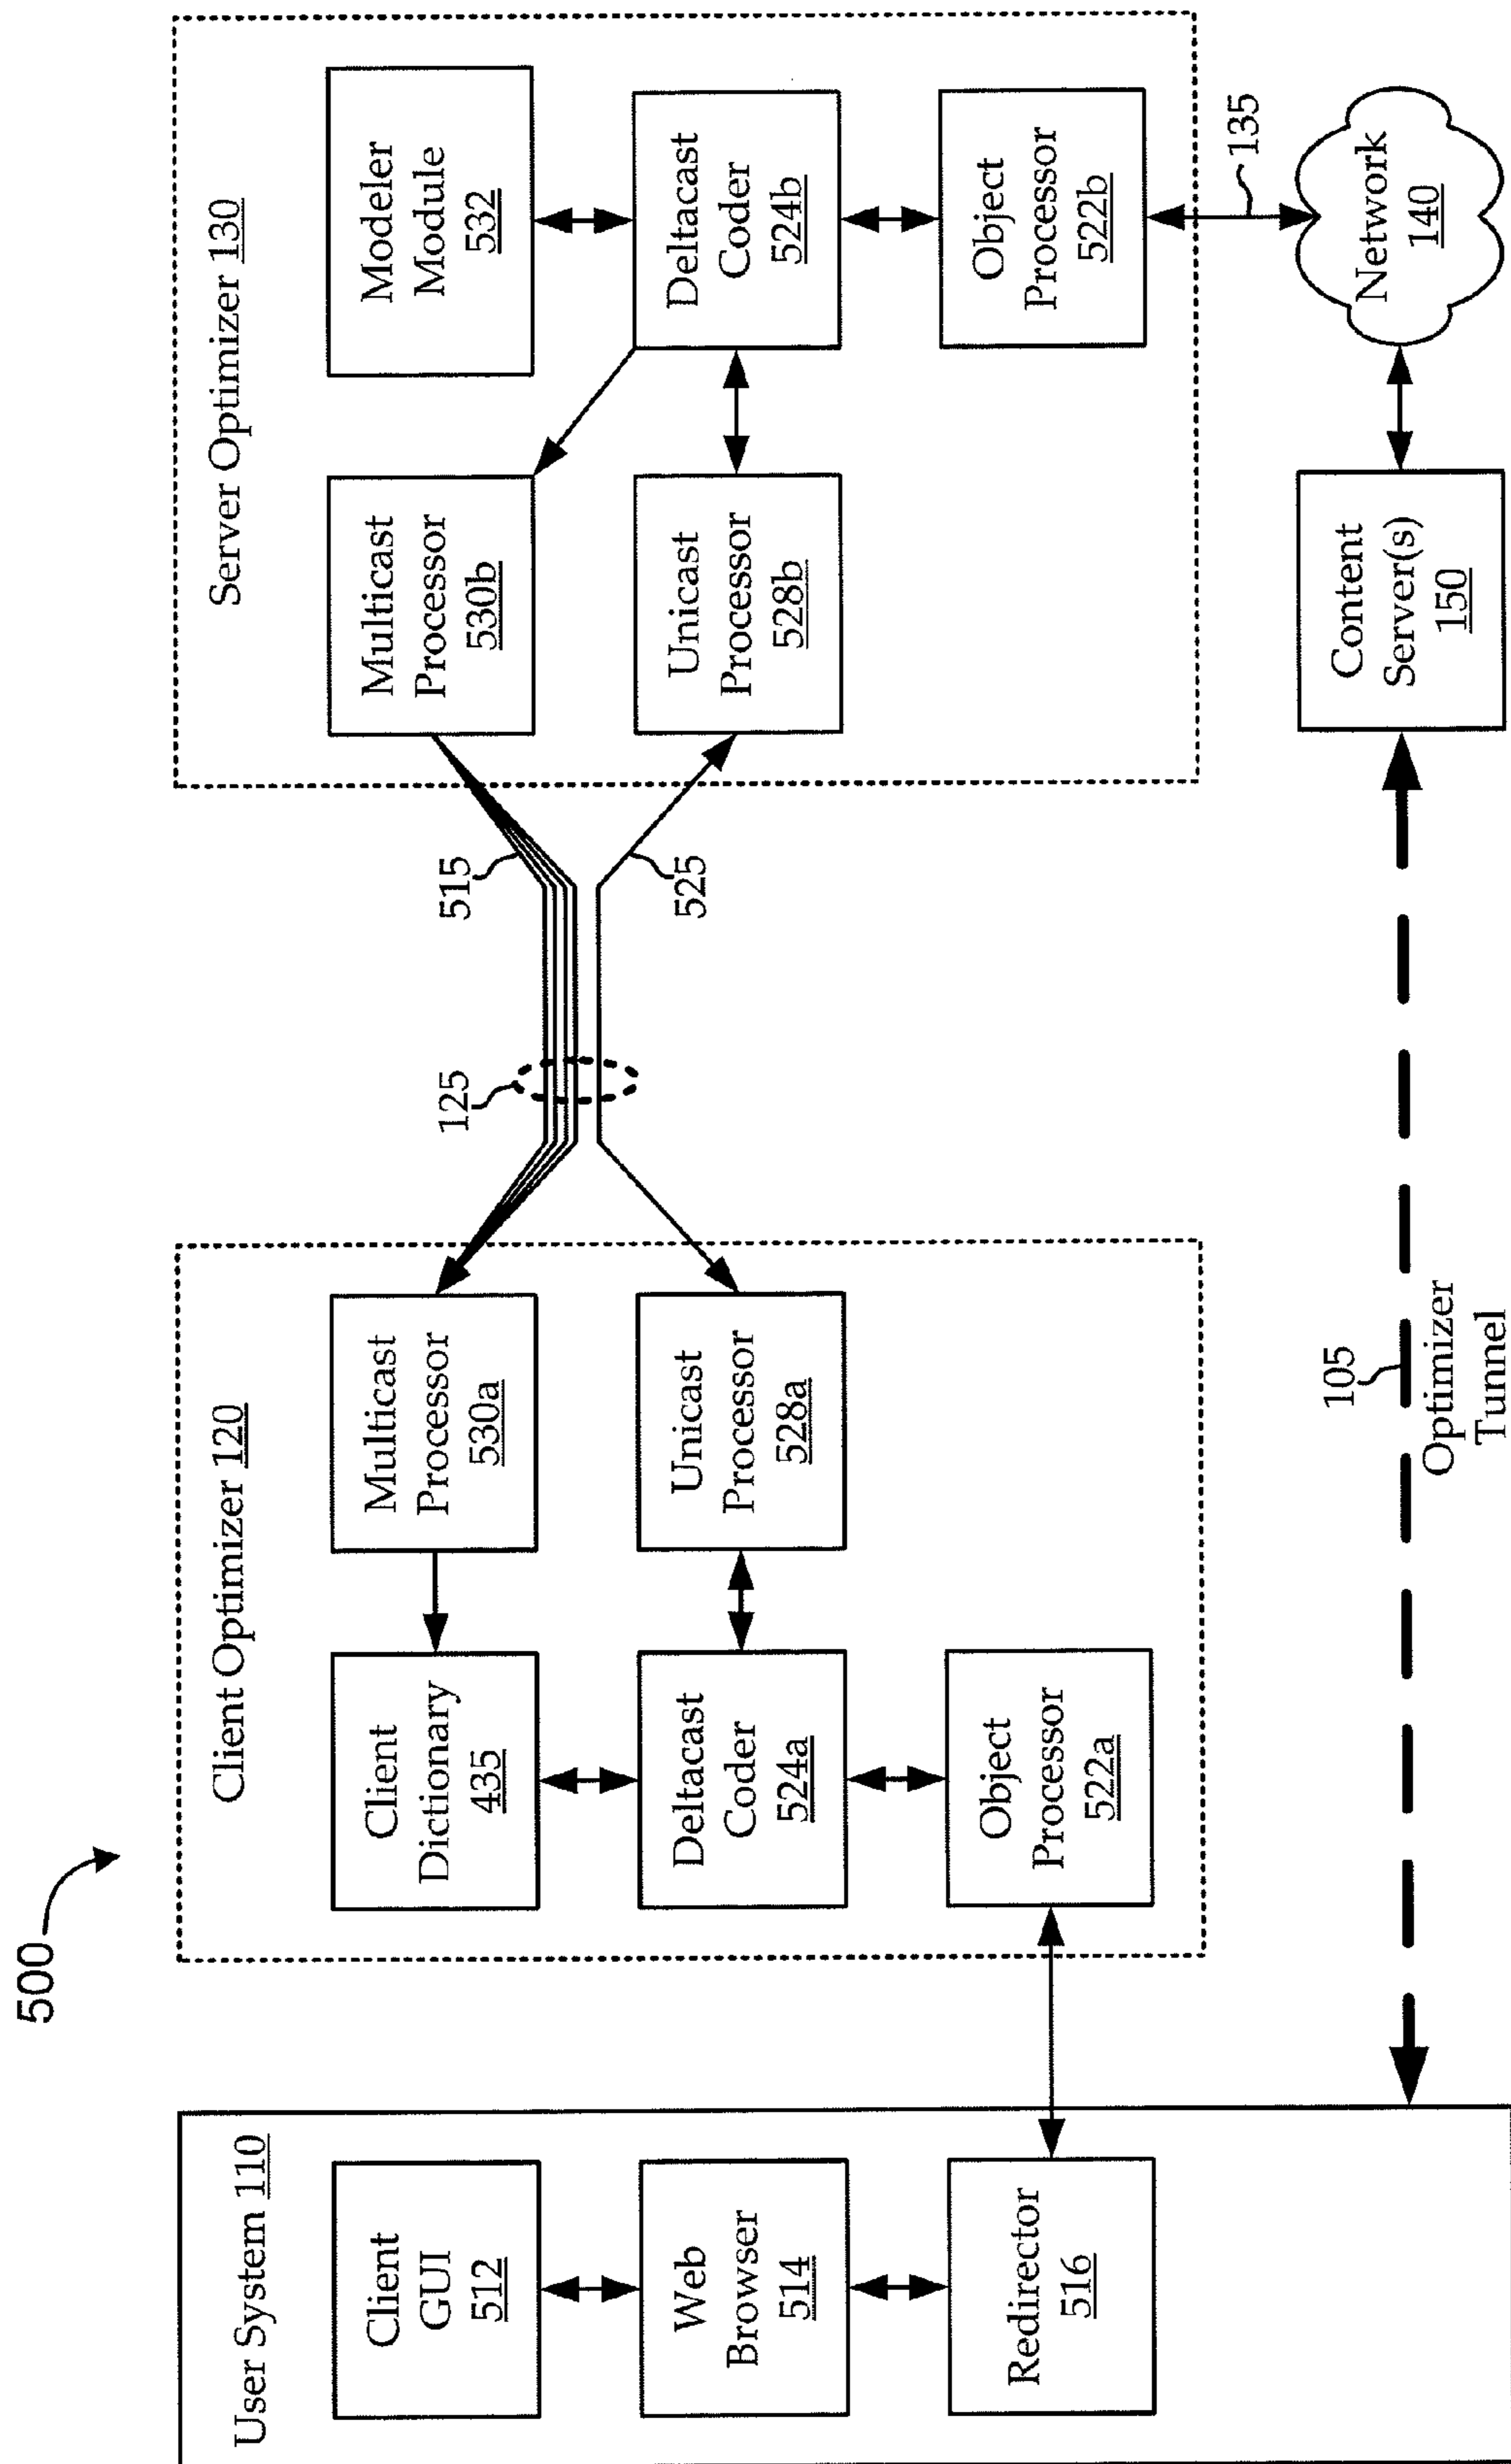 500
User System 110
Client
GUI
512
Web
Browser
514
Redirector
516
Client Optimizer 120
Client
Dictionary
435
Multicast
Processor
530a
Deltacast
Coder
524a
Unicast
Processor
528a
Object
Processor
522a
125
515
525
Server Optimizer 130
Multicast
Processor
530b
Modeler
Module
532
Unicast
Processor
528b
Deltacast
Coder
524b
Object
Processor
522b
135
105
Optimizer
Tunnel
Content
Server(s)
150
Network
140